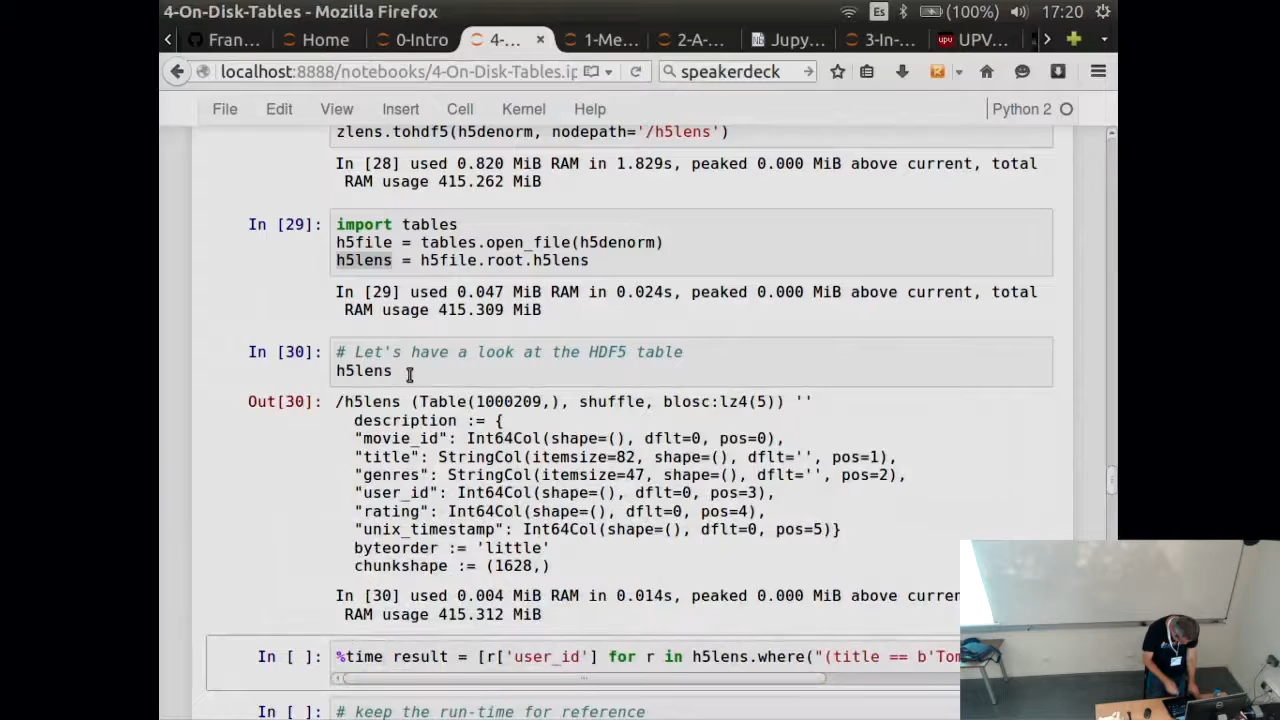 4-On-Disk-Tables - Mozilla Firefox
Es (100%) 17:20
Fran... Home 0-Intro 4-... 1-Me... 2-A-... Jupy... 3-In-... upv UPV...
localhost:8888/notebooks/4-On-Disk-Tables.ip speakerdeck
File Edit View Insert Cell Kernel Help Python 2
zlens.tohdf5(h5denorm, nodepath='/h5lens')
In [28] used 0.820 MiB RAM in 1.829s, peaked 0.000 MiB above current, total
RAM usage 415.262 MiB
In [29]: import tables
h5file = tables.open_file(h5denorm)
h5lens = h5file.root.h5lens
In [29] used 0.047 MiB RAM in 0.024s, peaked 0.000 MiB above current, total
RAM usage 415.309 MiB
In [30]: # Let's have a look at the HDF5 table
h5lens
Out[30]: /h5lens (Table(1000209,), shuffle, blosc:lz4(5)) ''
description := {
"movie_id": Int64Col(shape=(), dflt=0, pos=0),
"title": StringCol(itemsize=82, shape=(), dflt='', pos=1),
"genres": StringCol(itemsize=47, shape=(), dflt='', pos=2),
"user_id": Int64Col(shape=(), dflt=0, pos=3),
"rating": Int64Col(shape=(), dflt=0, pos=4),
"unix_timestamp": Int64Col(shape=(), dflt=0, pos=5)}
byteorder := 'little'
chunkshape := (1628,)
In [30] used 0.004 MiB RAM in 0.014s, peaked 0.000 MiB above curren
RAM usage 415.312 MiB
In [ ]: %time result = [r['user_id'] for r in h5lens.where("(title == b'Tom
In [ ]: # keep the run-time for reference